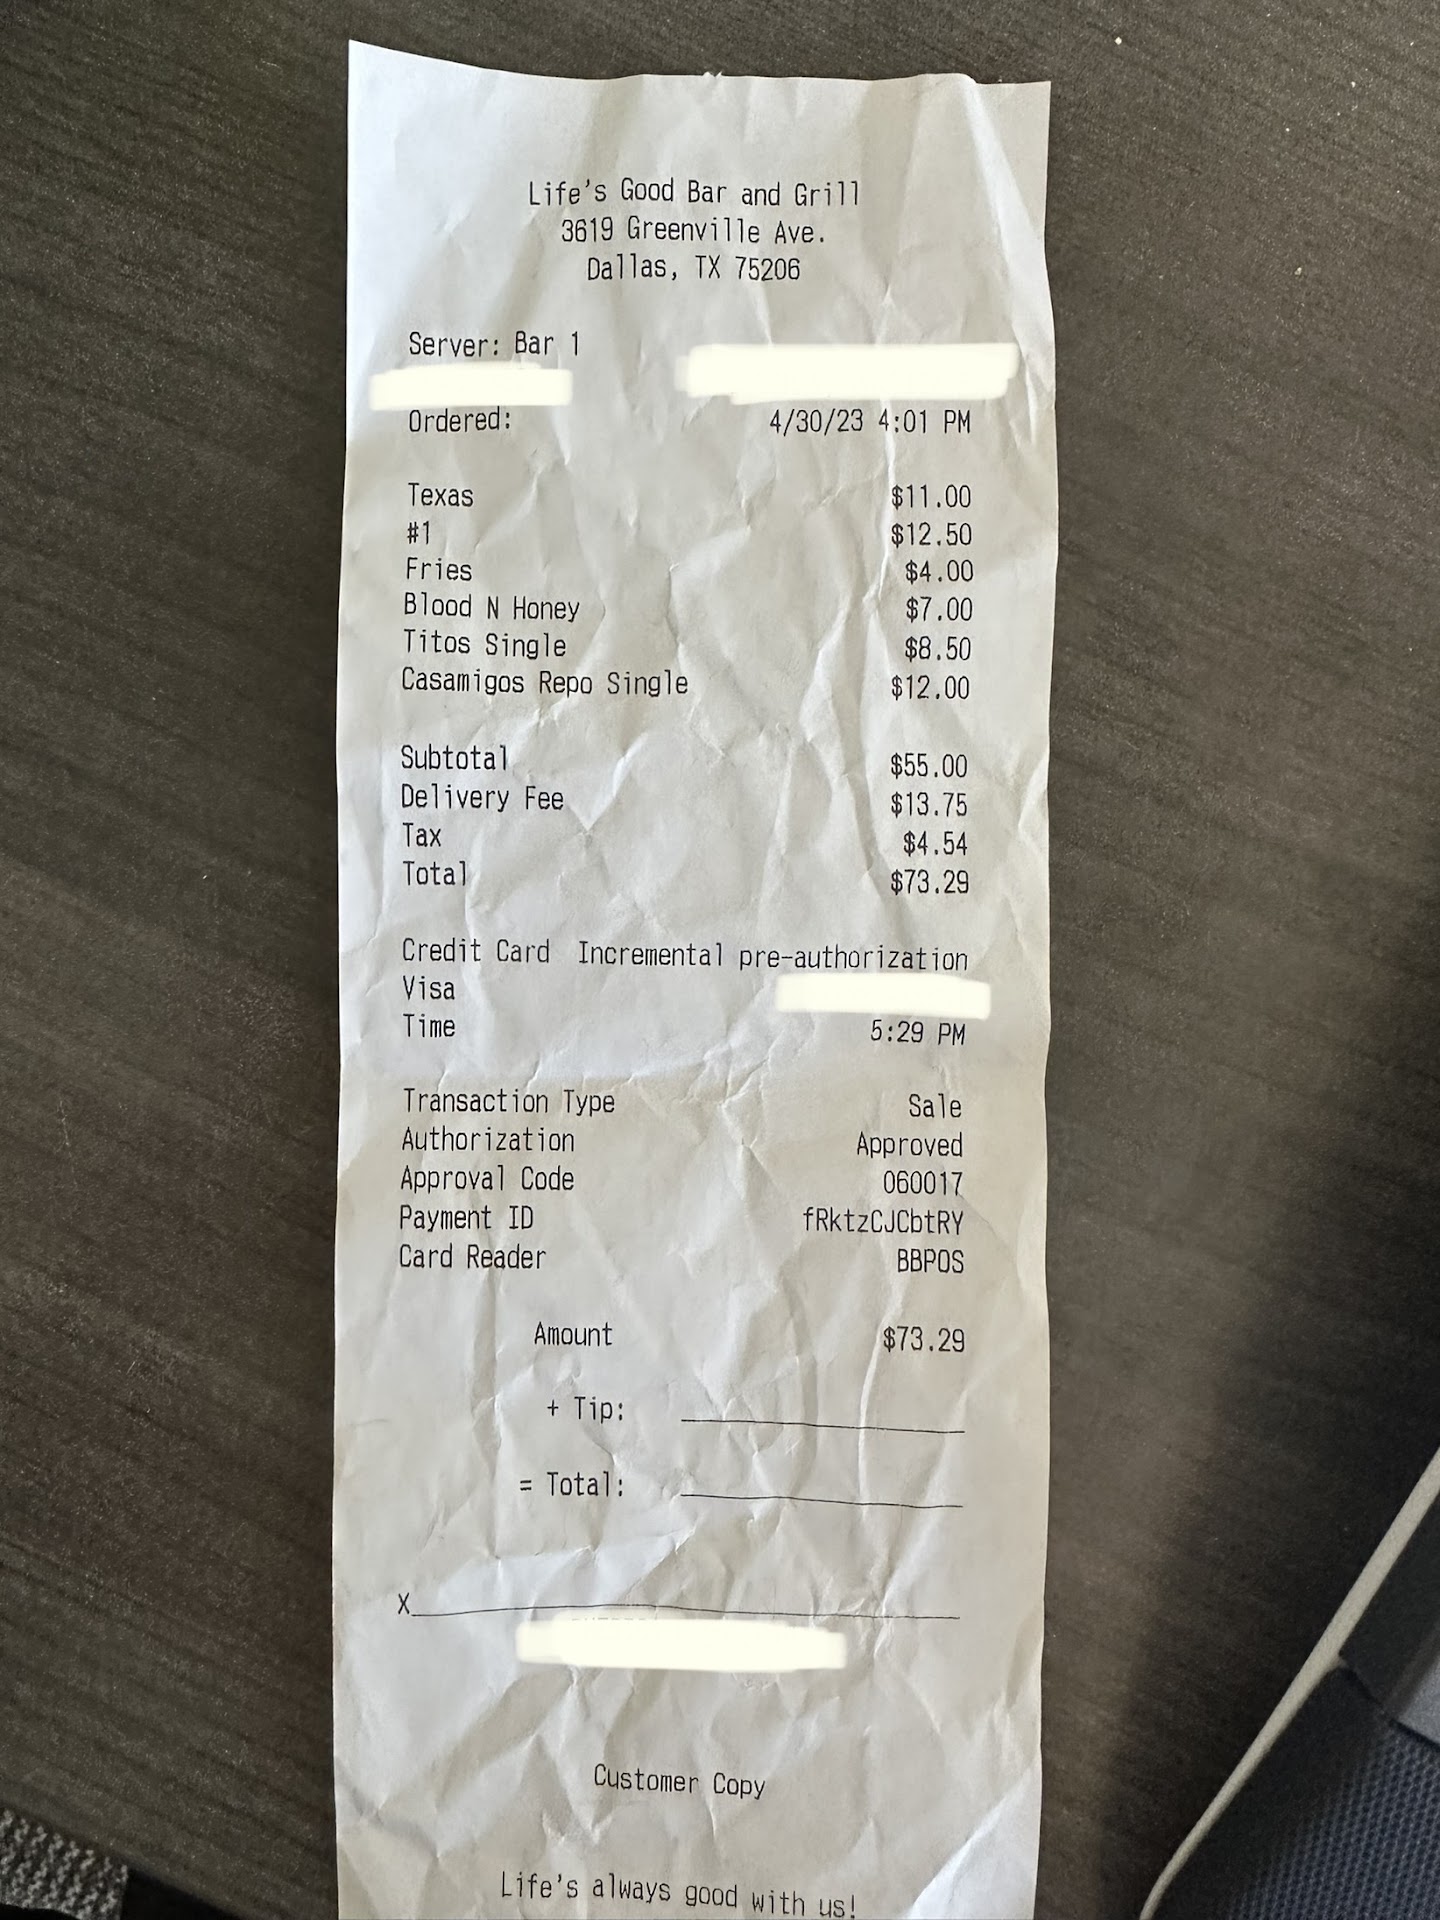 Life's Good Bar and Grill
3619 Greenville Ave.
Dallas, TX 75206
Server: Bar 1
Ordered: 4/30/23 4:01 PM
Texas $11.00
#1 $12.50
Fries $4.00
Blood N Honey $7.00
Titos Single $8.50
Casamigos Repo Single $12.00
Subtotal $55.00
Delivery Fee $13.75
Tax $4.54
Total $73.29
Credit Card Incremental pre-authorization
Visa
Time 5:29 PM
Transaction Type Sale
Authorization Approved
Approval Code 060017
Payment ID fRktzCJCbtRY
Card Reader BBPOS
Amount $73.29
+ Tip:
= Total:
X
Customer Copy
Life's always good with us!